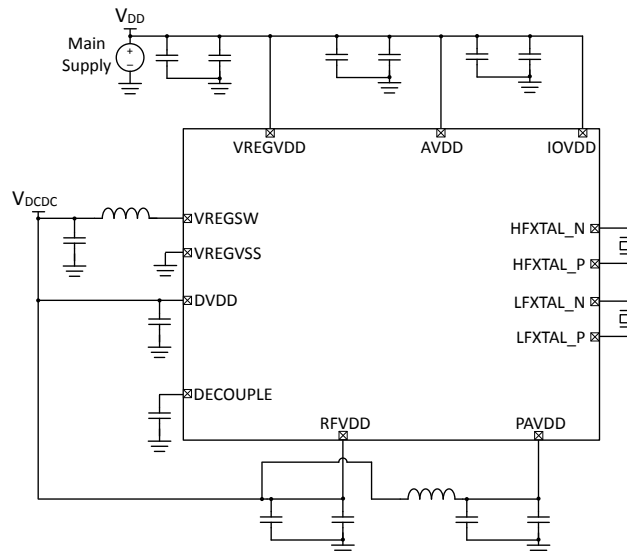 VDD
Main
Supply
+
−
VREGVDD
AVDD
IOVDD
VDCDC
VREGSW
VREGVSS
DVDD
DECOUPLE
HFXTAL_N
HFXTAL_P
LFXTAL_N
LFXTAL_P
RFVDD
PAVDD